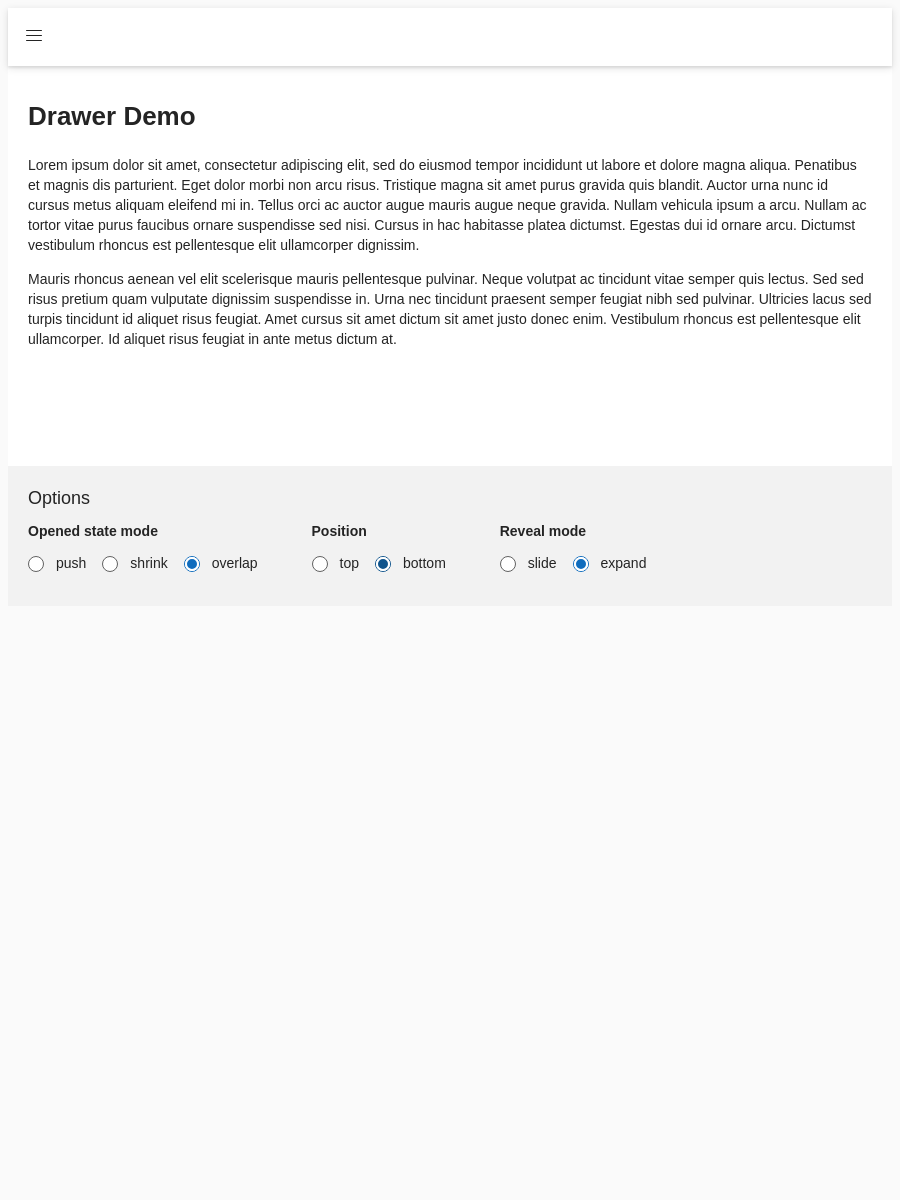 Drawer Demo
Lorem ipsum dolor sit amet, consectetur adipiscing elit, sed do eiusmod tempor incididunt ut labore et dolore magna aliqua. Penatibus
et magnis dis parturient. Eget dolor morbi non arcu risus. Tristique magna sit amet purus gravida quis blandit. Auctor urna nunc id
cursus metus aliquam eleifend mi in. Tellus orci ac auctor augue mauris augue neque gravida. Nullam vehicula ipsum a arcu. Nullam ac
tortor vitae purus faucibus ornare suspendisse sed nisi. Cursus in hac habitasse platea dictumst. Egestas dui id ornare arcu. Dictumst
vestibulum rhoncus est pellentesque elit ullamcorper dignissim.
Mauris rhoncus aenean vel elit scelerisque mauris pellentesque pulvinar. Neque volutpat ac tincidunt vitae semper quis lectus. Sed sed
risus pretium quam vulputate dignissim suspendisse in. Urna nec tincidunt praesent semper feugiat nibh sed pulvinar. Ultricies lacus sed
turpis tincidunt id aliquet risus feugiat. Amet cursus sit amet dictum sit amet justo donec enim. Vestibulum rhoncus est pellentesque elit
ullamcorper. Id aliquet risus feugiat in ante metus dictum at.
Options
Opened state mode
push shrink overlap
Position
top bottom
Reveal mode
slide expand